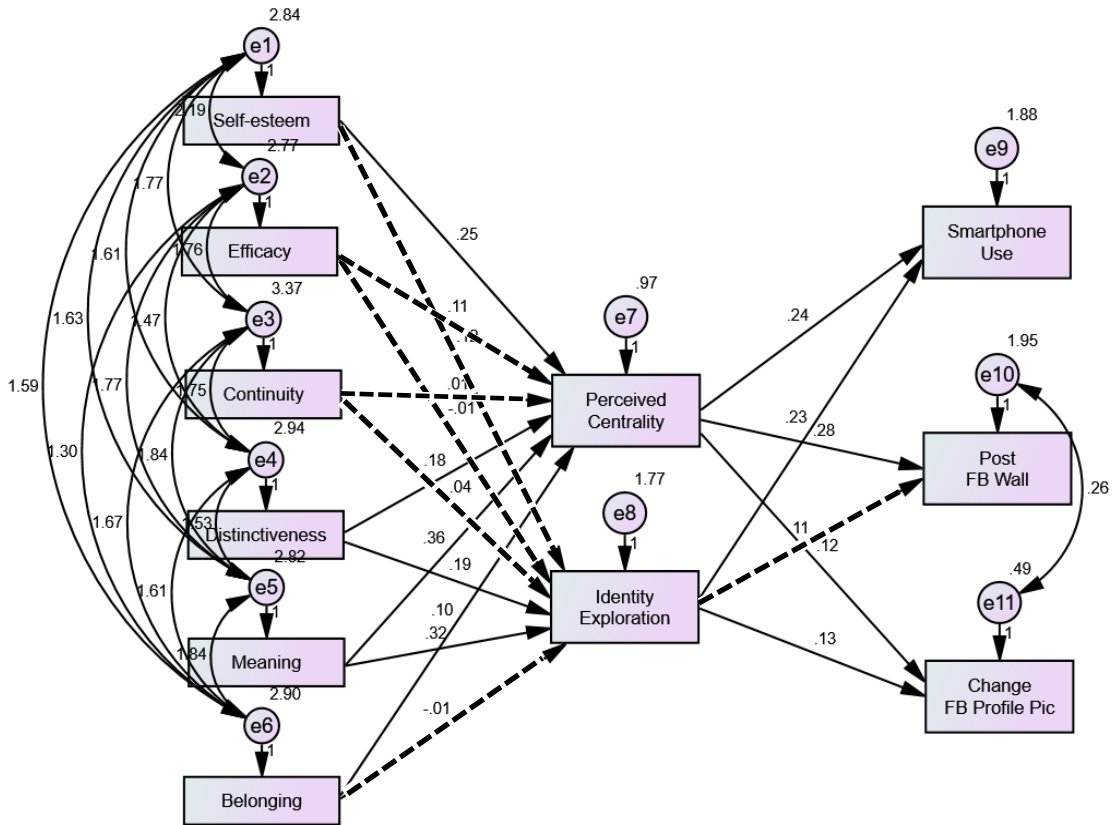 2.84
e1
1
2.19
Self-esteem
2.77
e2
1
1.77
Efficacy
1.76
1.61
3.37
e3
1
1.47
1.63
Continuity
1.75
1.77
1.59
2.94
e4
1
1.84
1.30
Distinctiveness
1.53
1.67
2.82
e5
1
1.61
Meaning
1.84
2.90
e6
1
Belonging
.25
.11
.01
-.01
.18
.04
.36
.19
.10
.32
-.01
.97
e7
1
Perceived
Centrality
1.77
e8
1
Identity
Exploration
.24
.23
.28
.12
.13
1.88
e9
1
Smartphone
Use
1.95
e10
1
Post
FB Wall
.26
.49
e11
1
Change
FB Profile Pic